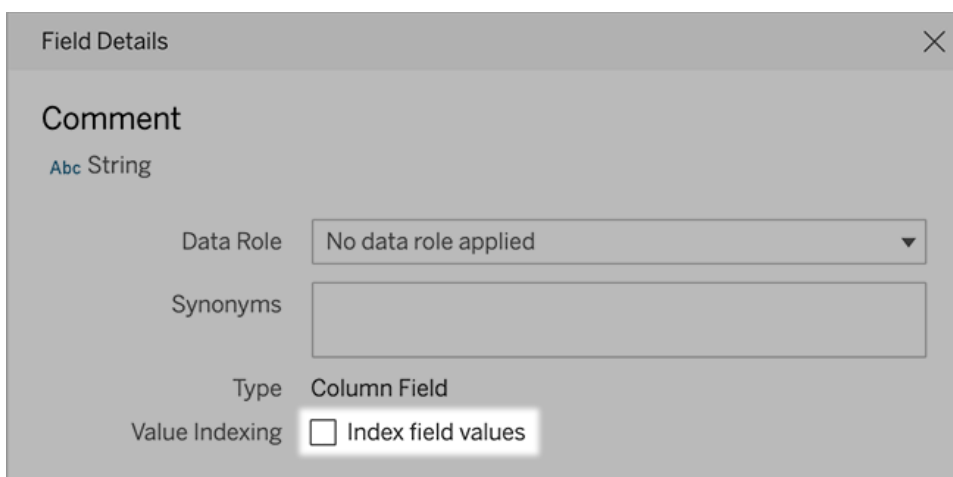 Field Details
Comment
Abc String
Data Role No data role applied
Synonyms
Type Column Field
Value Indexing Index field values